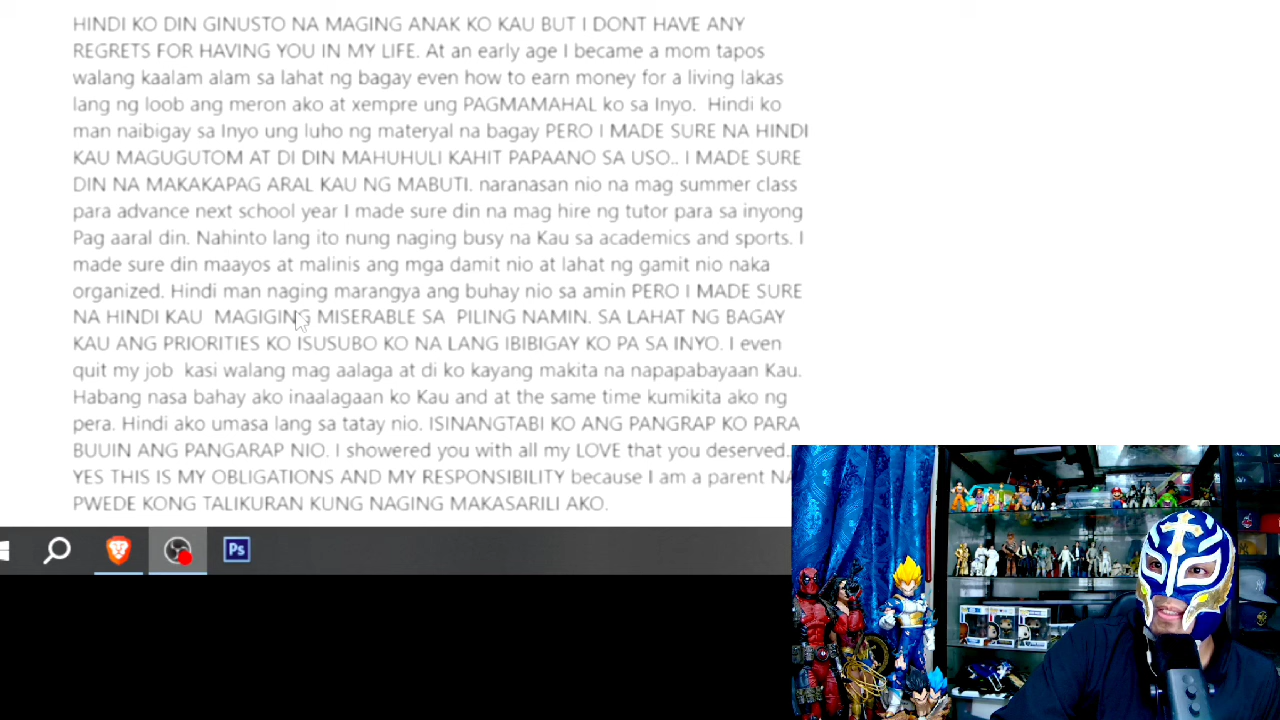 HINDI KO DIN GINUSTO NA MAGING ANAK KO KAU BUT I DONT HAVE ANY
REGRETS FOR HAVING YOU IN MY LIFE. At an early age I became a mom tapos
walang kaalam alam sa lahat ng bagay even how to earn money for a living lakas
lang ng loob ang meron ako at xempre ung PAGMAMAHAL ko sa Inyo.  Hindi ko
man naibigay sa Inyo ung luho ng materyal na bagay PERO I MADE SURE NA HINDI
KAU MAGUGUTOM AT DI DIN MAHUHULI KAHIT PAPAANO SA USO.. I MADE SURE
DIN NA MAKAKAPAG ARAL KAU NG MABUTI. naranasan nio na mag summer class
para advance next school year I made sure din na mag hire ng tutor para sa inyong
Pag aaral din. Nahinto lang ito nung naging busy na Kau sa academics and sports. I
made sure din maayos at malinis ang mga damit nio at lahat ng gamit nio naka
organized. Hindi man naging marangya ang buhay nio sa amin PERO I MADE SURE
NA HINDI KAU  MAGIGING MISERABLE SA  PILING NAMIN. SA LAHAT NG BAGAY
KAU ANG PRIORITIES KO ISUSUBO KO NA LANG IBIBIGAY KO PA SA INYO. I even
quit my job  kasi walang mag aalaga at di ko kayang makita na napapabayaan Kau.
Habang nasa bahay ako inaalagaan ko Kau and at the same time kumikita ako ng
pera. Hindi ako umasa lang sa tatay nio. ISINANGTABI KO ANG PANGRAP KO PARA
BUUIN ANG PANGARAP NIO. I showered you with all my LOVE that you deserved..
YES THIS IS MY OBLIGATIONS AND MY RESPONSIBILITY because I am a parent NA
PWEDE KONG TALIKURAN KUNG NAGING MAKASARILI AKO.
Ps